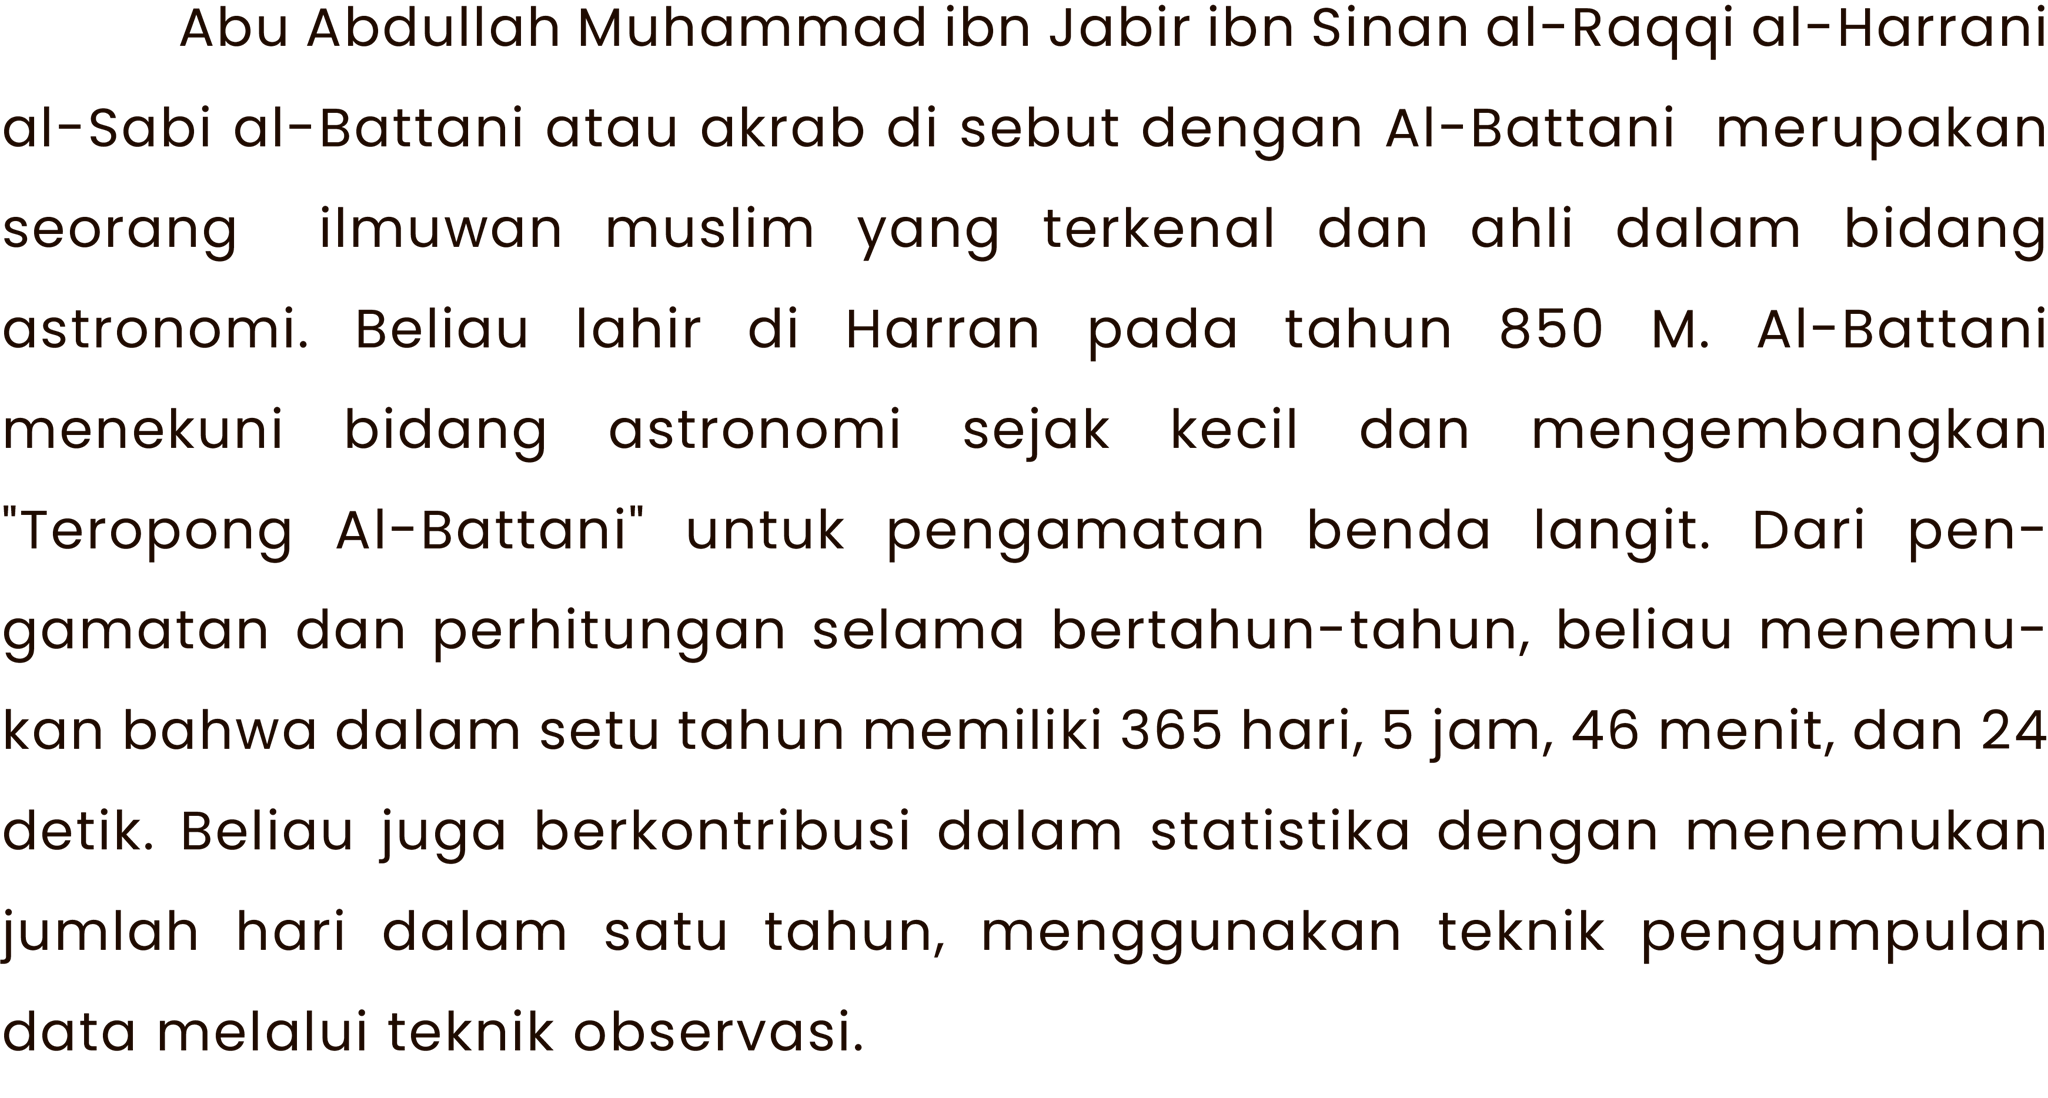 Abu Abdullah Muhammad ibn Jabir ibn Sinan al-Raqqi al-Harrani
al-Sabi al-Battani atau akrab di sebut dengan Al-Battani merupakan
seorang ilmuwan muslim yang terkenal dan ahli dalam bidang
astronomi. Beliau lahir di Harran pada tahun 850 M. Al-Battani
menekuni bidang astronomi sejak kecil dan mengembangkan
"Teropong Al-Battani" untuk pengamatan benda langit. Dari pen-
gamatan dan perhitungan selama bertahun-tahun, beliau menemu-
kan bahwa dalam setu tahun memiliki 365 hari, 5 jam, 46 menit, dan 24
detik. Beliau juga berkontribusi dalam statistika dengan menemukan
jumlah hari dalam satu tahun, menggunakan teknik pengumpulan
data melalui teknik observasi.